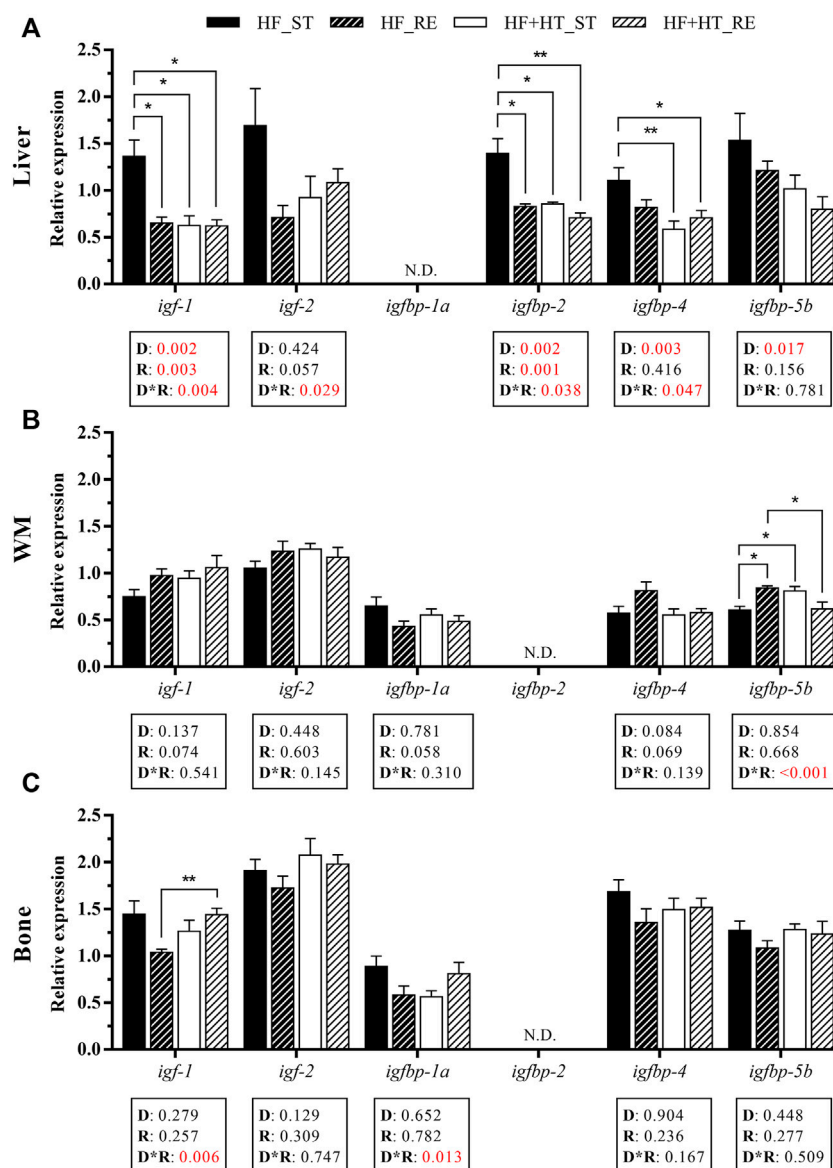 A
HF_ST HF_RE HF+HT_ST HF+HT_RE
Liver
Relative expression
2.5
2.0
1.5
1.0
0.5
0.0
* * *
** * *
* **
N.D.
igf-1 igf-2 igfbp-1a igfbp-2 igfbp-4 igfbp-5b
D: 0.002
R: 0.003
D*R: 0.004
D: 0.424
R: 0.057
D*R: 0.029
D: 0.002
R: 0.001
D*R: 0.038
D: 0.003
R: 0.416
D*R: 0.047
D: 0.017
R: 0.156
D*R: 0.781
B
WM
Relative expression
2.5
2.0
1.5
1.0
0.5
0.0
* * *
N.D.
igf-1 igf-2 igfbp-1a igfbp-2 igfbp-4 igfbp-5b
D: 0.137
R: 0.074
D*R: 0.541
D: 0.448
R: 0.603
D*R: 0.145
D: 0.781
R: 0.058
D*R: 0.310
D: 0.084
R: 0.069
D*R: 0.139
D: 0.854
R: 0.668
D*R: <0.001
C
Bone
Relative expression
2.5
2.0
1.5
1.0
0.5
0.0
**
N.D.
igf-1 igf-2 igfbp-1a igfbp-2 igfbp-4 igfbp-5b
D: 0.279
R: 0.257
D*R: 0.006
D: 0.129
R: 0.309
D*R: 0.747
D: 0.652
R: 0.782
D*R: 0.013
D: 0.904
R: 0.236
D*R: 0.167
D: 0.448
R: 0.277
D*R: 0.509